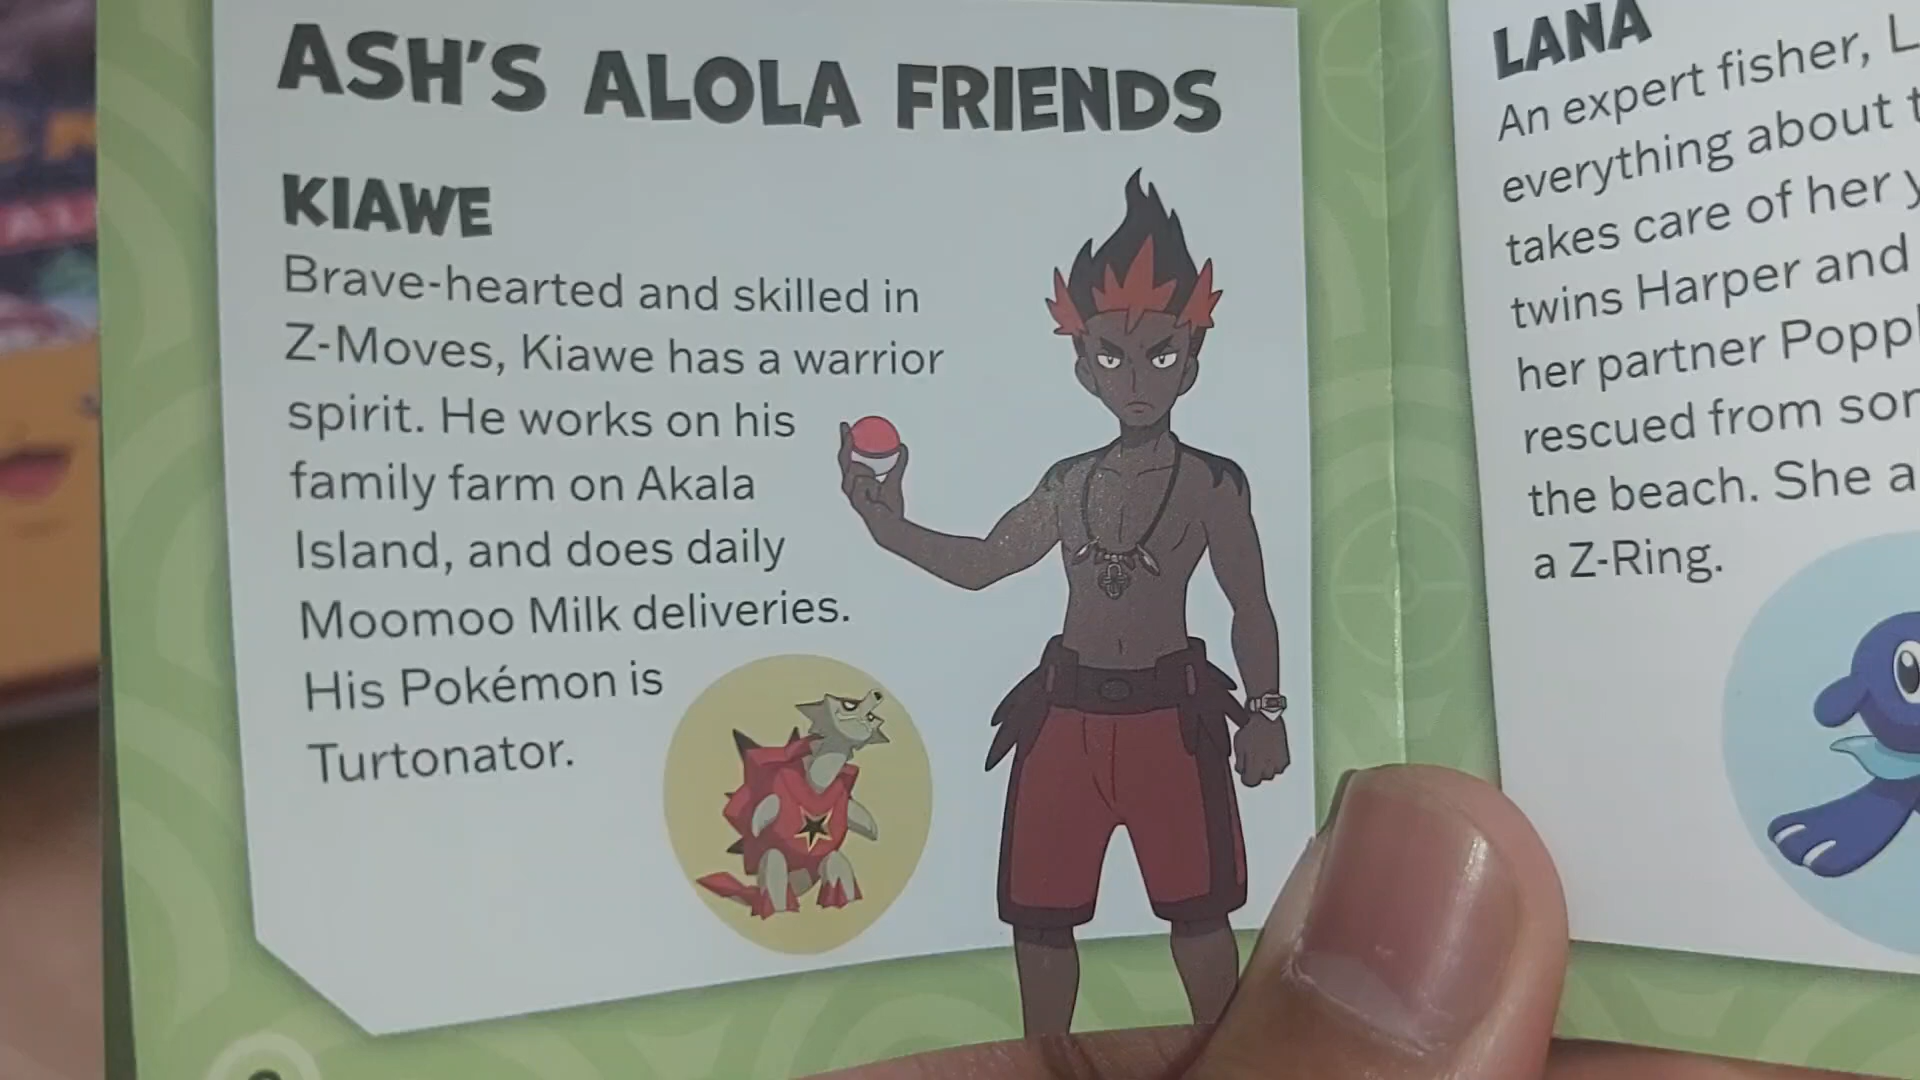 ASH'S ALOLA FRIENDS
KIAWE
Brave-hearted and skilled in
Z-Moves, Kiawe has a warrior
spirit. He works on his
family farm on Akala
Island, and does daily
Moomoo Milk deliveries.
His Pokémon is
Turtonator.
LANA
An expert fisher,
everything about
takes care of her
twins Harper and
her partner
rescued from
the beach. She
a Z-Ring.